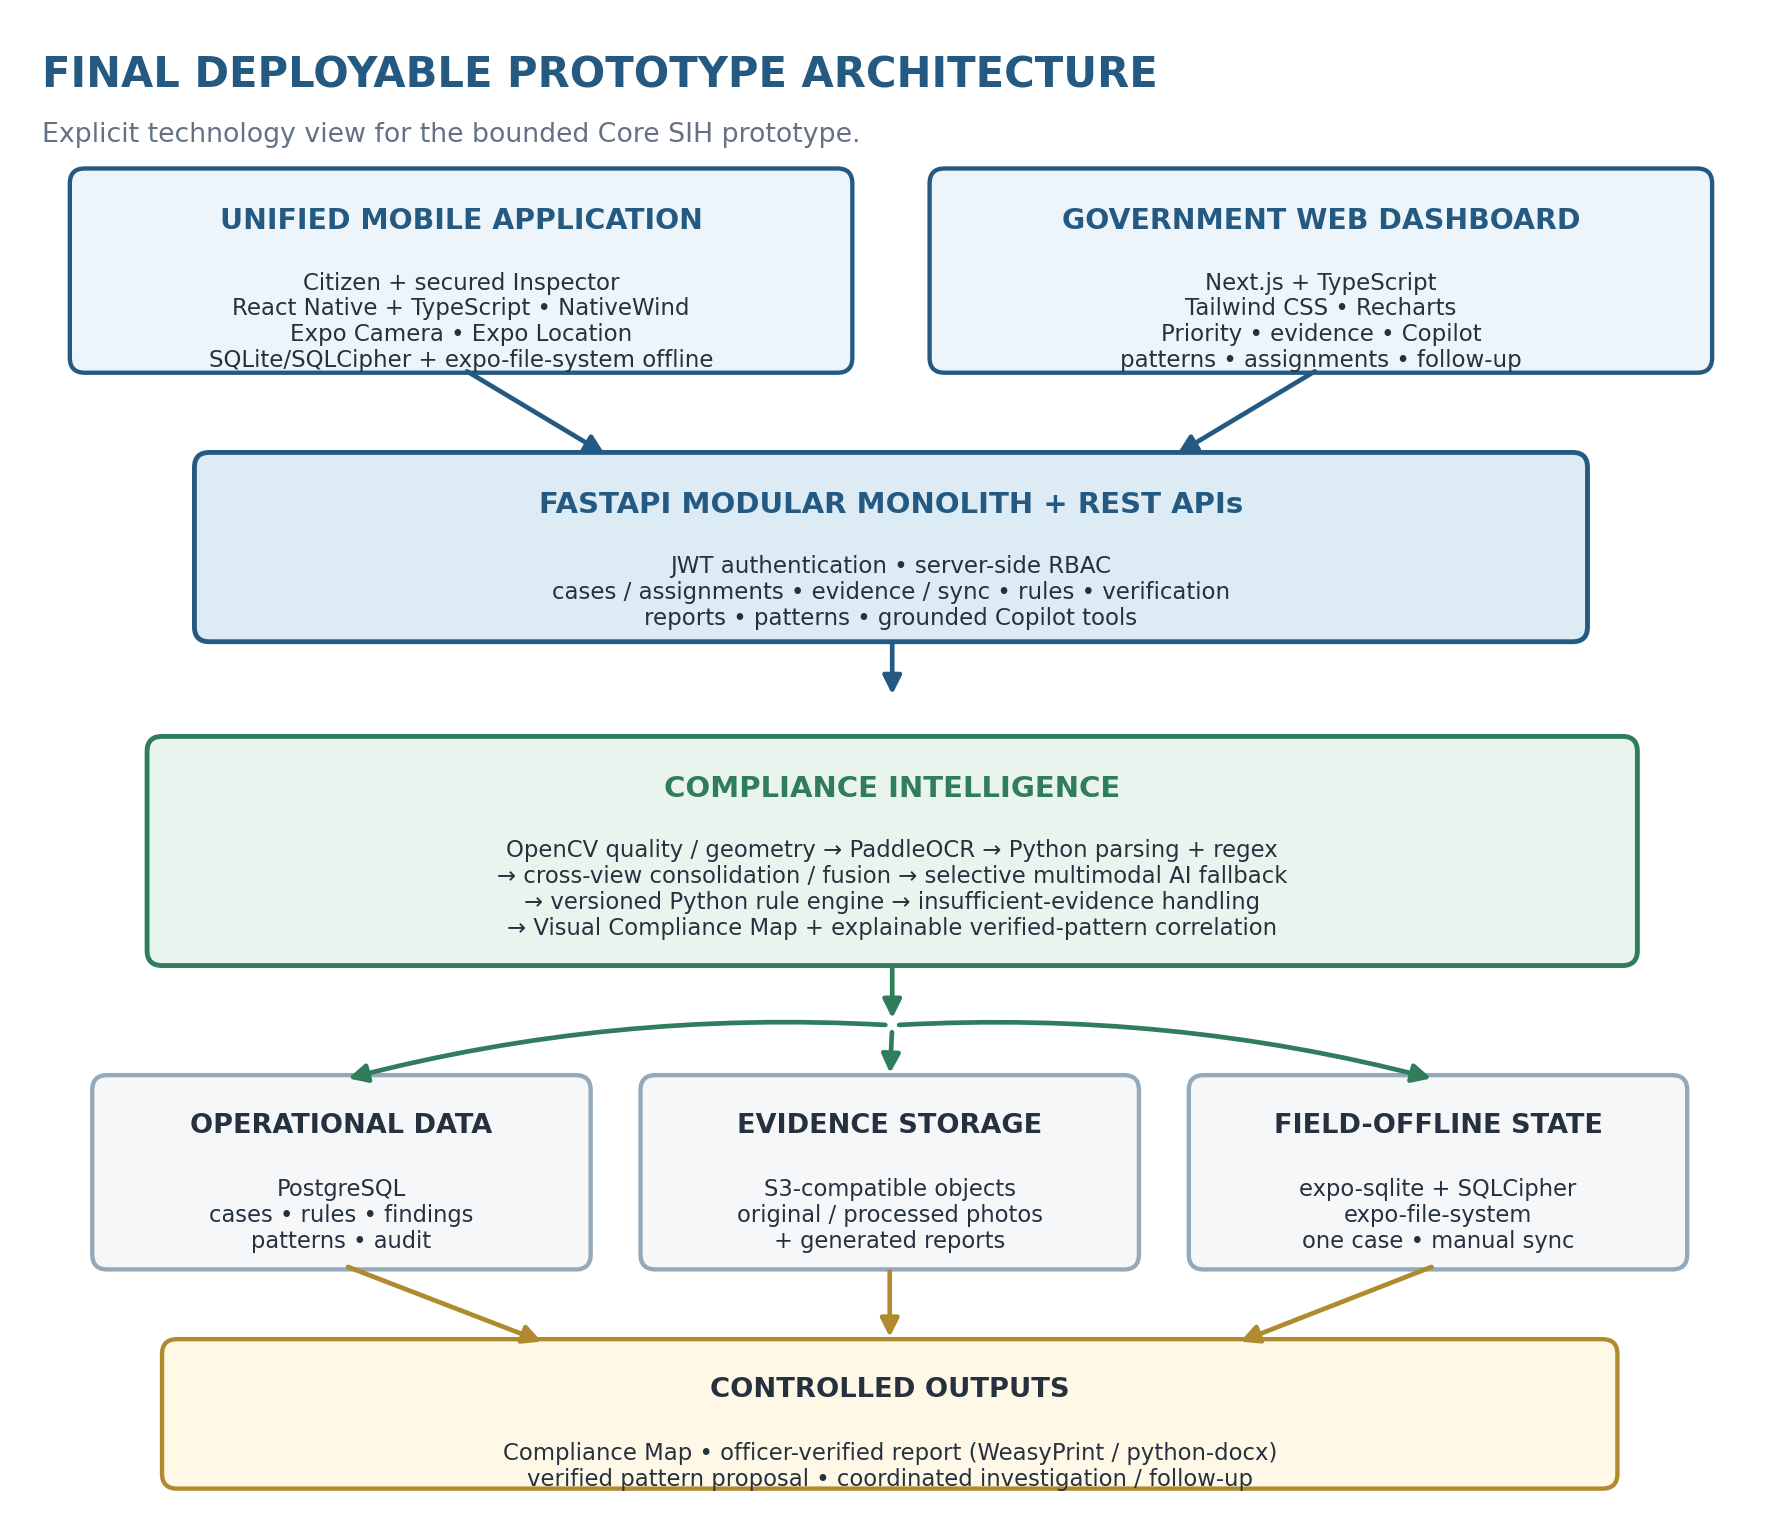 FINAL DEPLOYABLE PROTOTYPE ARCHITECTURE
Explicit technology view for the bounded Core SIH prototype.
UNIFIED MOBILE APPLICATION
Citizen + secured Inspector
React Native + TypeScript • NativeWind
Expo Camera • Expo Location
SQLite/SQLCipher + expo-file-system offline
GOVERNMENT WEB DASHBOARD
Next.js + TypeScript
Tailwind CSS • Recharts
Priority • evidence • Copilot
patterns • assignments • follow-up
FASTAPI MODULAR MONOLITH + REST APIs
JWT authentication • server-side RBAC
cases / assignments • evidence / sync • rules • verification
reports • patterns • grounded Copilot tools
COMPLIANCE INTELLIGENCE
OpenCV quality / geometry → PaddleOCR → Python parsing + regex
→ cross-view consolidation / fusion → selective multimodal AI fallback
→ versioned Python rule engine → insufficient-evidence handling
→ Visual Compliance Map + explainable verified-pattern correlation
OPERATIONAL DATA
PostgreSQL
cases • rules • findings
patterns • audit
EVIDENCE STORAGE
S3-compatible objects
original / processed photos
+ generated reports
FIELD-OFFLINE STATE
expo-sqlite + SQLCipher
expo-file-system
one case • manual sync
CONTROLLED OUTPUTS
Compliance Map • officer-verified report (WeasyPrint / python-docx)
verified pattern proposal • coordinated investigation / follow-up